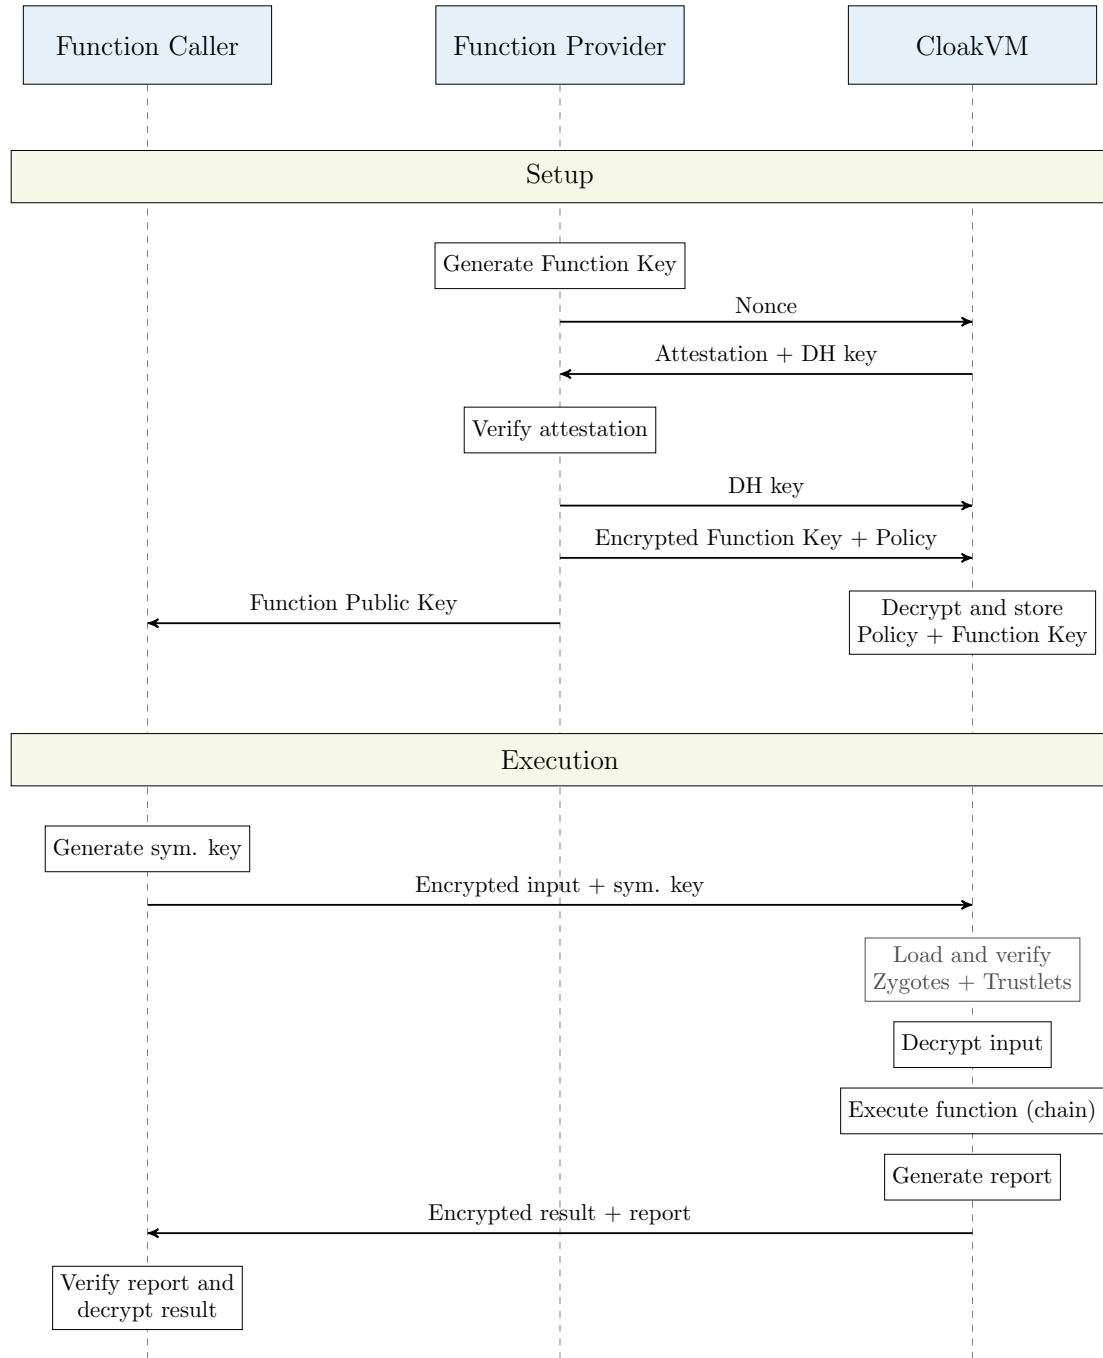 Function Caller
Function Provider
CloakVM
Setup
Generate Function Key
Nonce
Attestation + DH key
Verify attestation
DH key
Encrypted Function Key + Policy
Function Public Key
Decrypt and store
Policy + Function Key
Execution
Generate sym. key
Encrypted input + sym. key
Load and verify
Zygotes + Trustlets
Decrypt input
Execute function (chain)
Generate report
Encrypted result + report
Verify report and
decrypt result